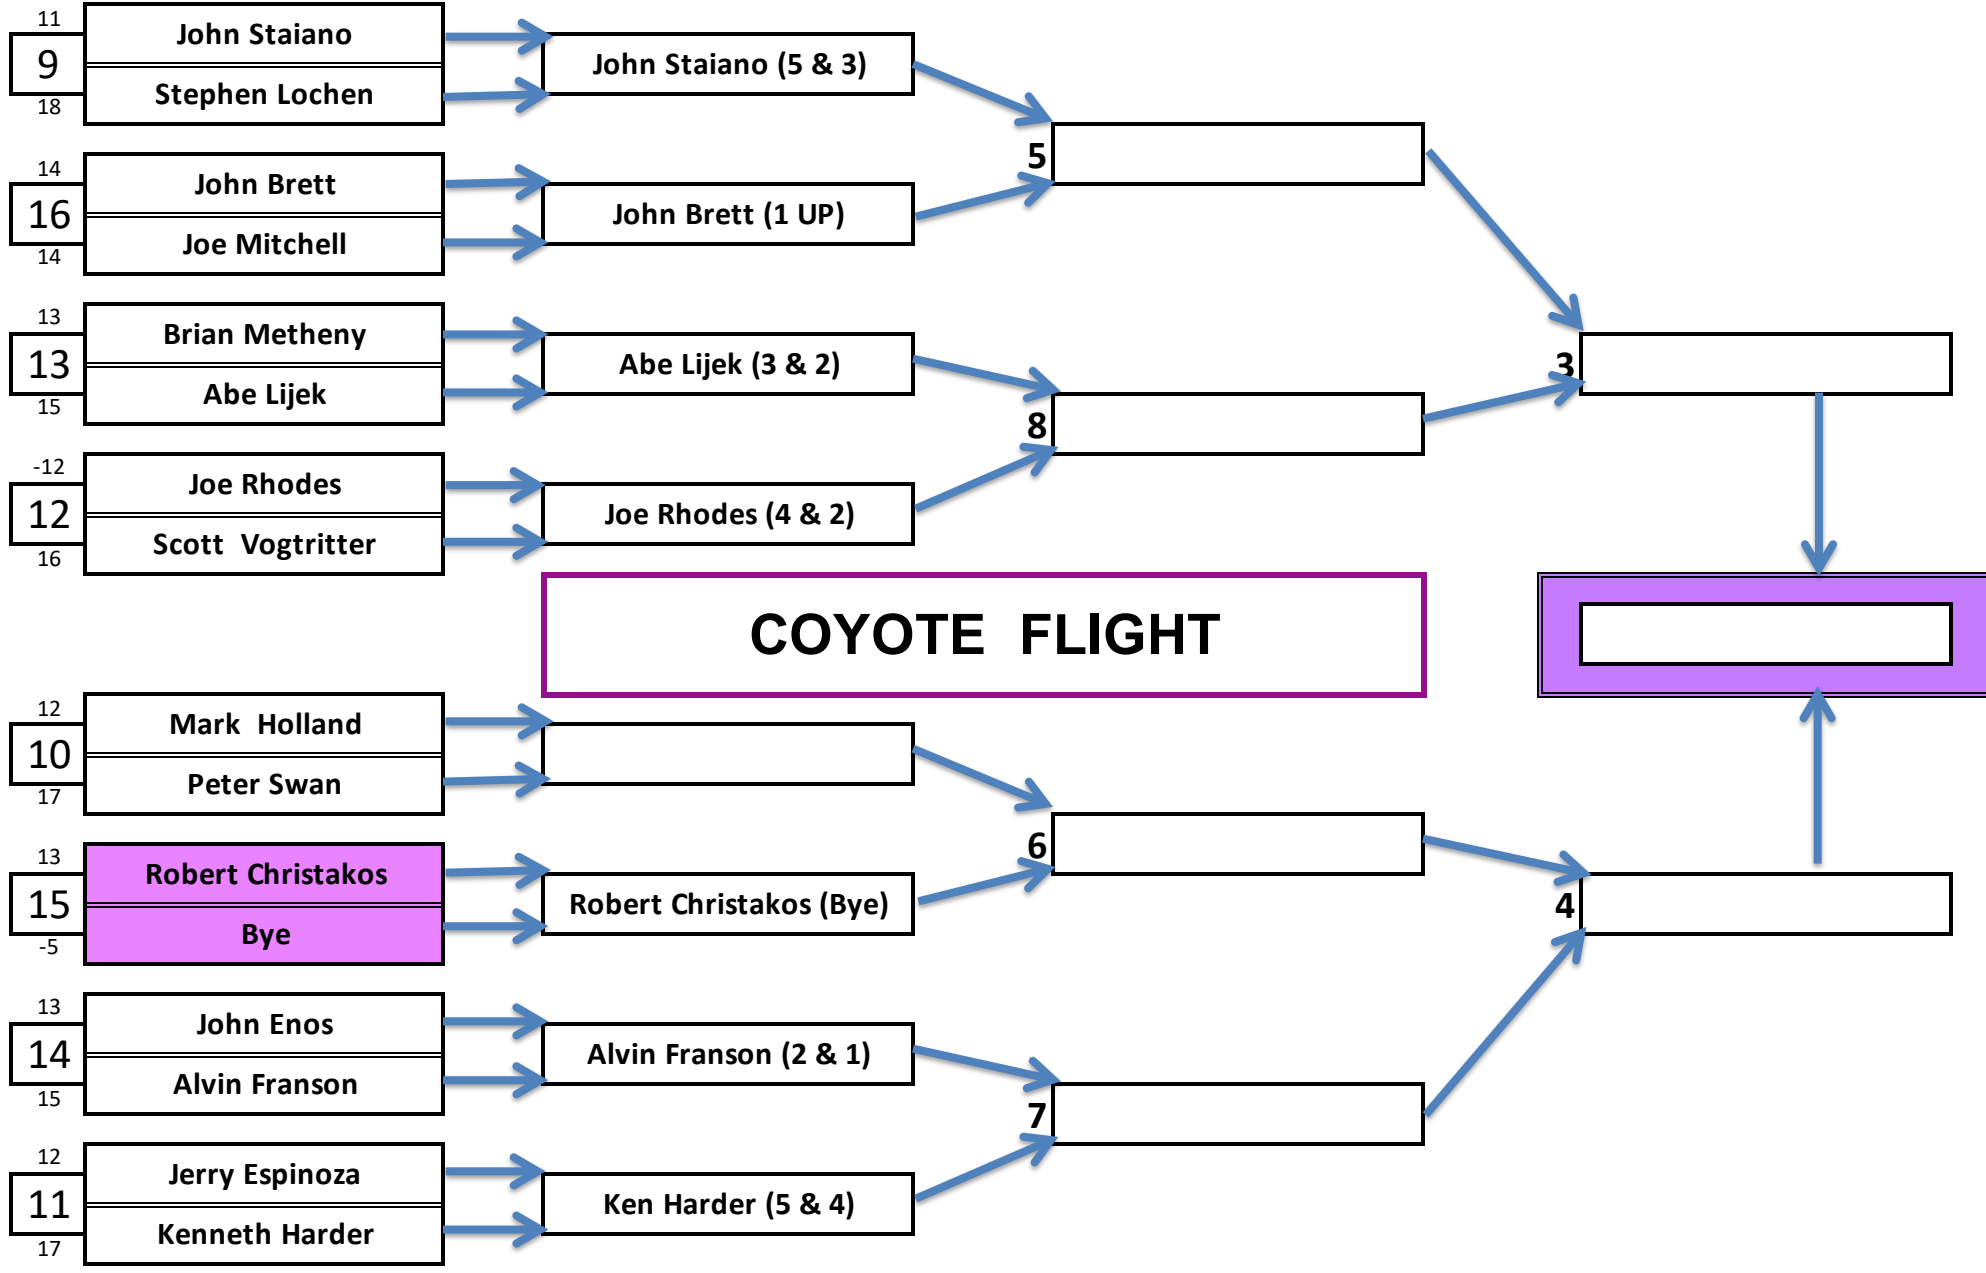 11
John Staiano
9
John Staiano (5 & 3)
Stephen Lochen
18
5
14
John Brett
16
John Brett (1 UP)
Joe Mitchell
14
13
Brian Metheny
13
Abe Lijek (3 & 2)
3
Abe Lijek
15
8
-12
Joe Rhodes
12
Joe Rhodes (4 & 2)
Scott  Vogtritter
16
COYOTE  FLIGHT
12
Mark  Holland
10
Peter Swan
17
6
13
Robert Christakos
15
Robert Christakos (Bye)
4
Bye
-5
13
John Enos
14
Alvin Franson (2 & 1)
Alvin Franson
15
7
12
Jerry Espinoza
11
Ken Harder (5 & 4)
Kenneth Harder
17